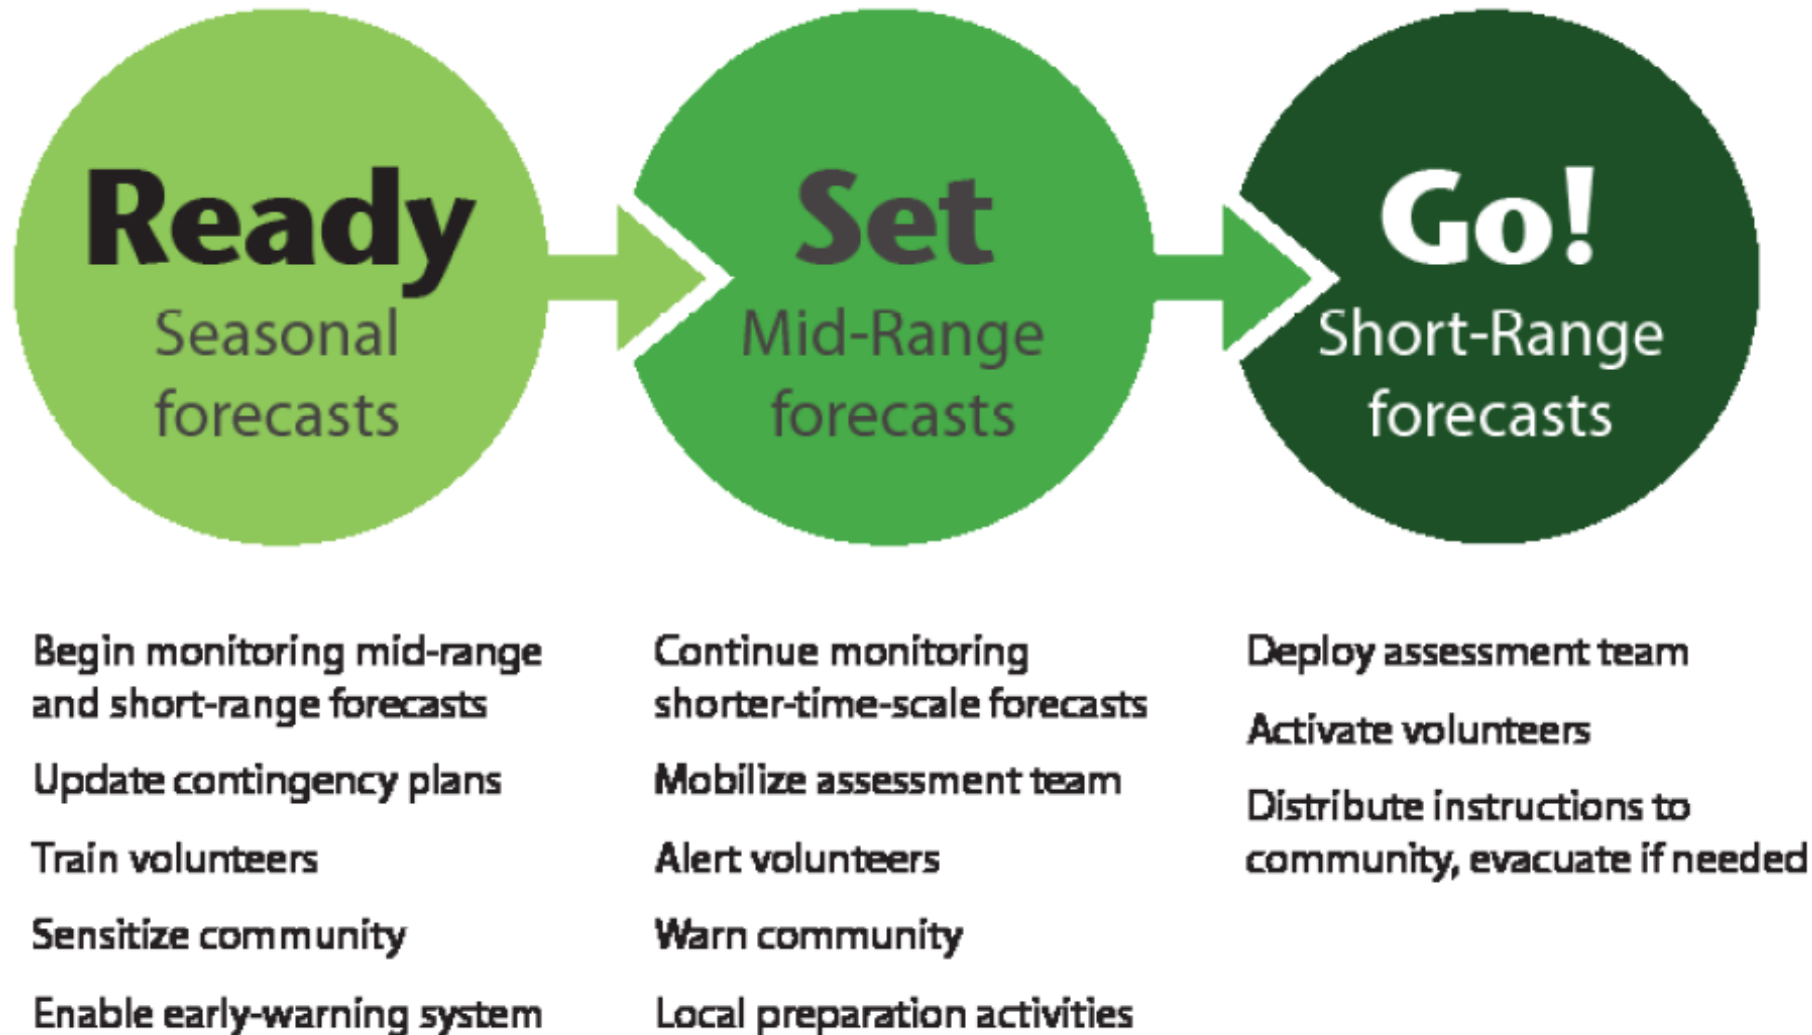 Ready
Seasonal
forecasts
Set
Mid-Range
forecasts
Go!
Short-Range
forecasts
Begin monitoring mid-range
and short-range forecasts
Update contingency plans
Train volunteers
Sensitize community
Enable early-warning system
Continue monitoring
shorter-time-scale forecasts
Mobilize assessment team
Alert volunteers
Warn community
Local preparation activities
Deploy assessment team
Activate volunteers
Distribute instructions to
community, evacuate if needed